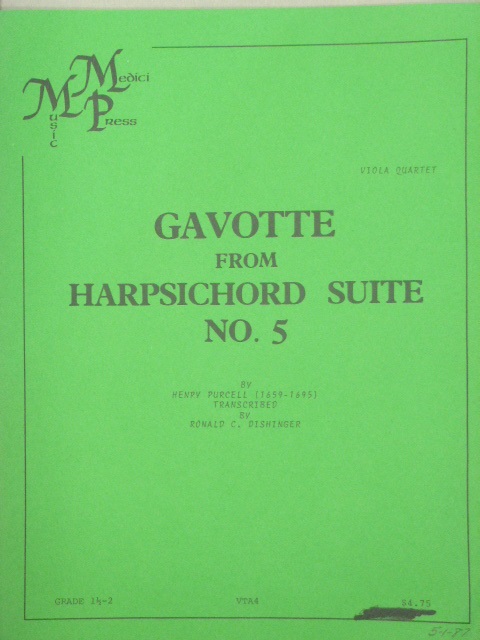 Medici
Music
Press
VIOLA QUARTET
GAVOTTE
FROM
HARPSICHORD SUITE
NO. 5
BY
HENRY PURCELL (1659-1695)
TRANSCRIBED
BY
RONALD C. DISHINGER
GRADE 1½-2
VTA4
$4.75